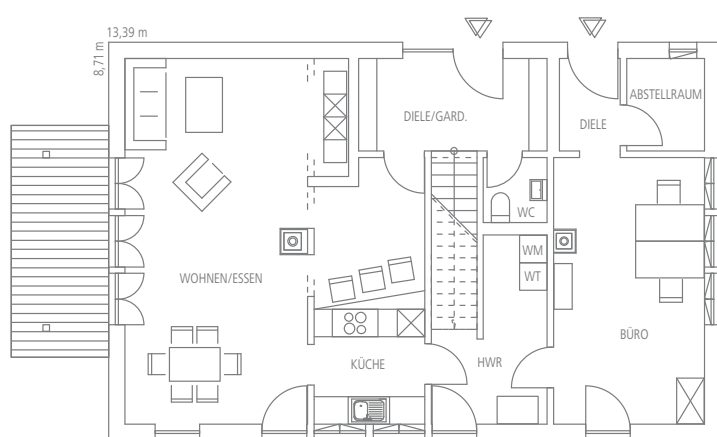 13,39 m
8,71 m
ABSTELLRAUM
DIELE/GARD.
DIELE
WC
WM
WT
WOHNEN/ESSEN
BÜRO
KÜCHE
HWR